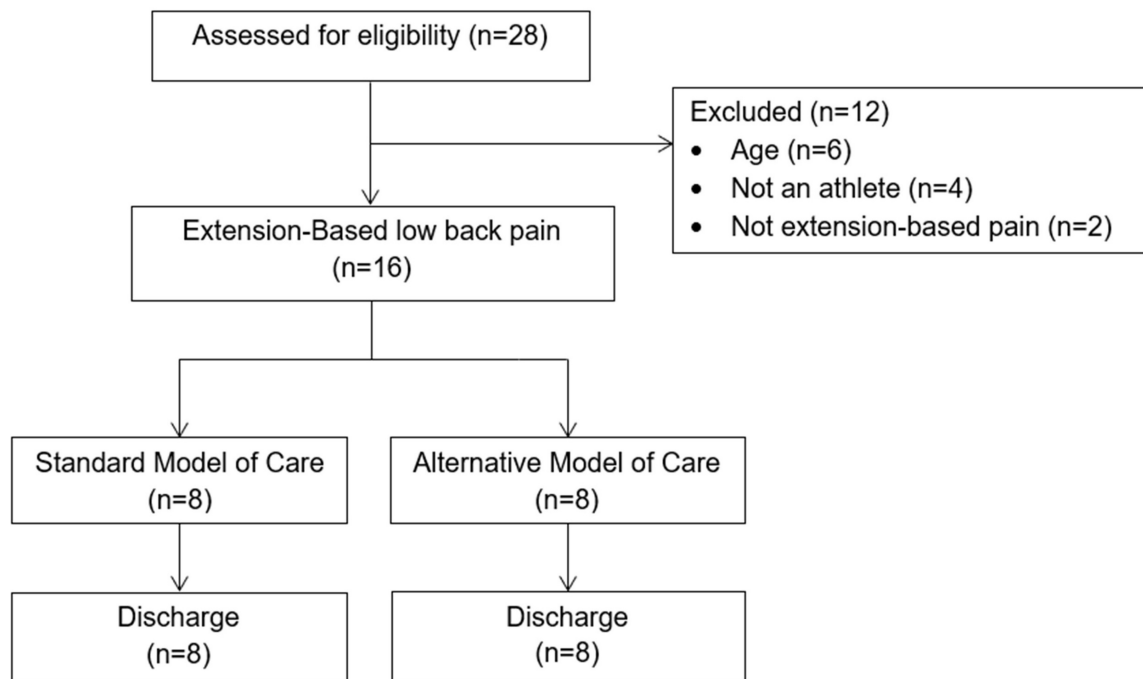 Assessed for eligibility (n=28)
Excluded (n=12)
• Age (n=6)
• Not an athlete (n=4)
• Not extension-based pain (n=2)
Extension-Based low back pain
(n=16)
Standard Model of Care
(n=8)
Alternative Model of Care
(n=8)
Discharge
(n=8)
Discharge
(n=8)